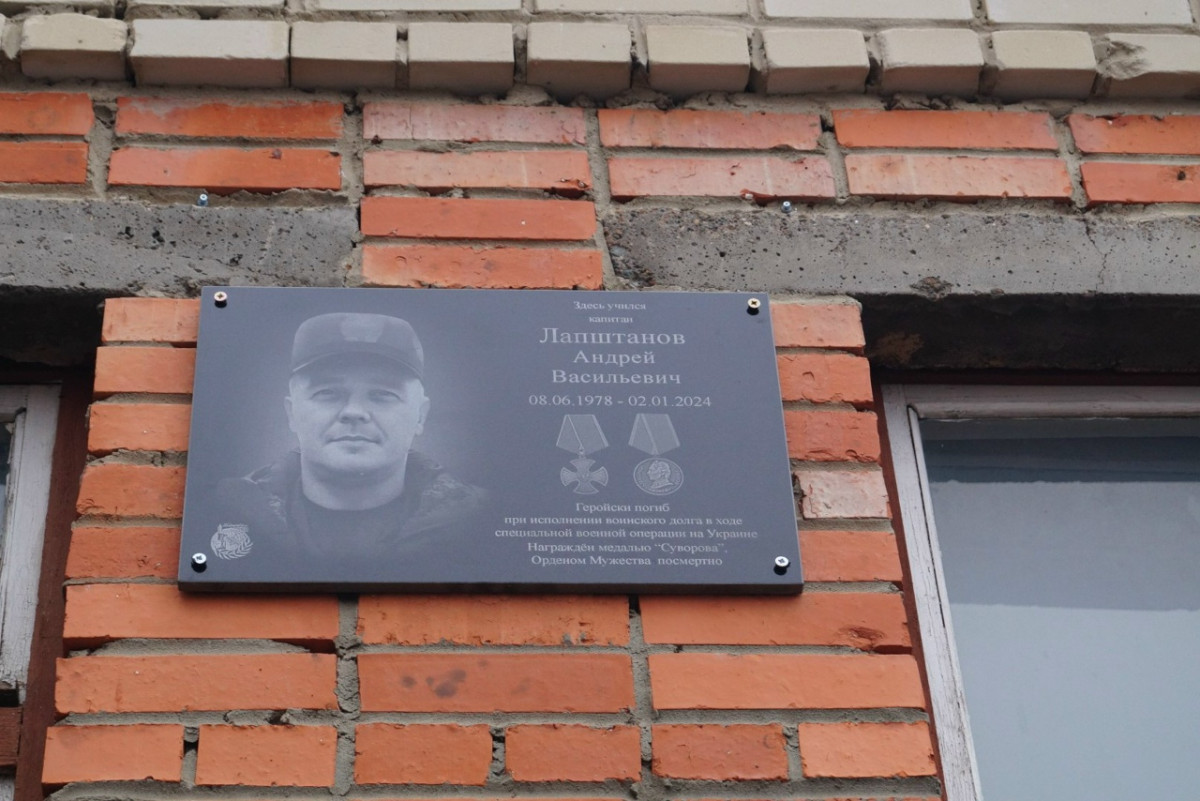 Здесь учился
капитан
Лапштанов
Андрей
Васильевич
08.06.1978 - 02.01.2024
Геройски погиб
при исполнении воинского долга в ходе
специальной военной операции на Украине
Награждён медалью "Суворова",
Орденом Мужества посмертно